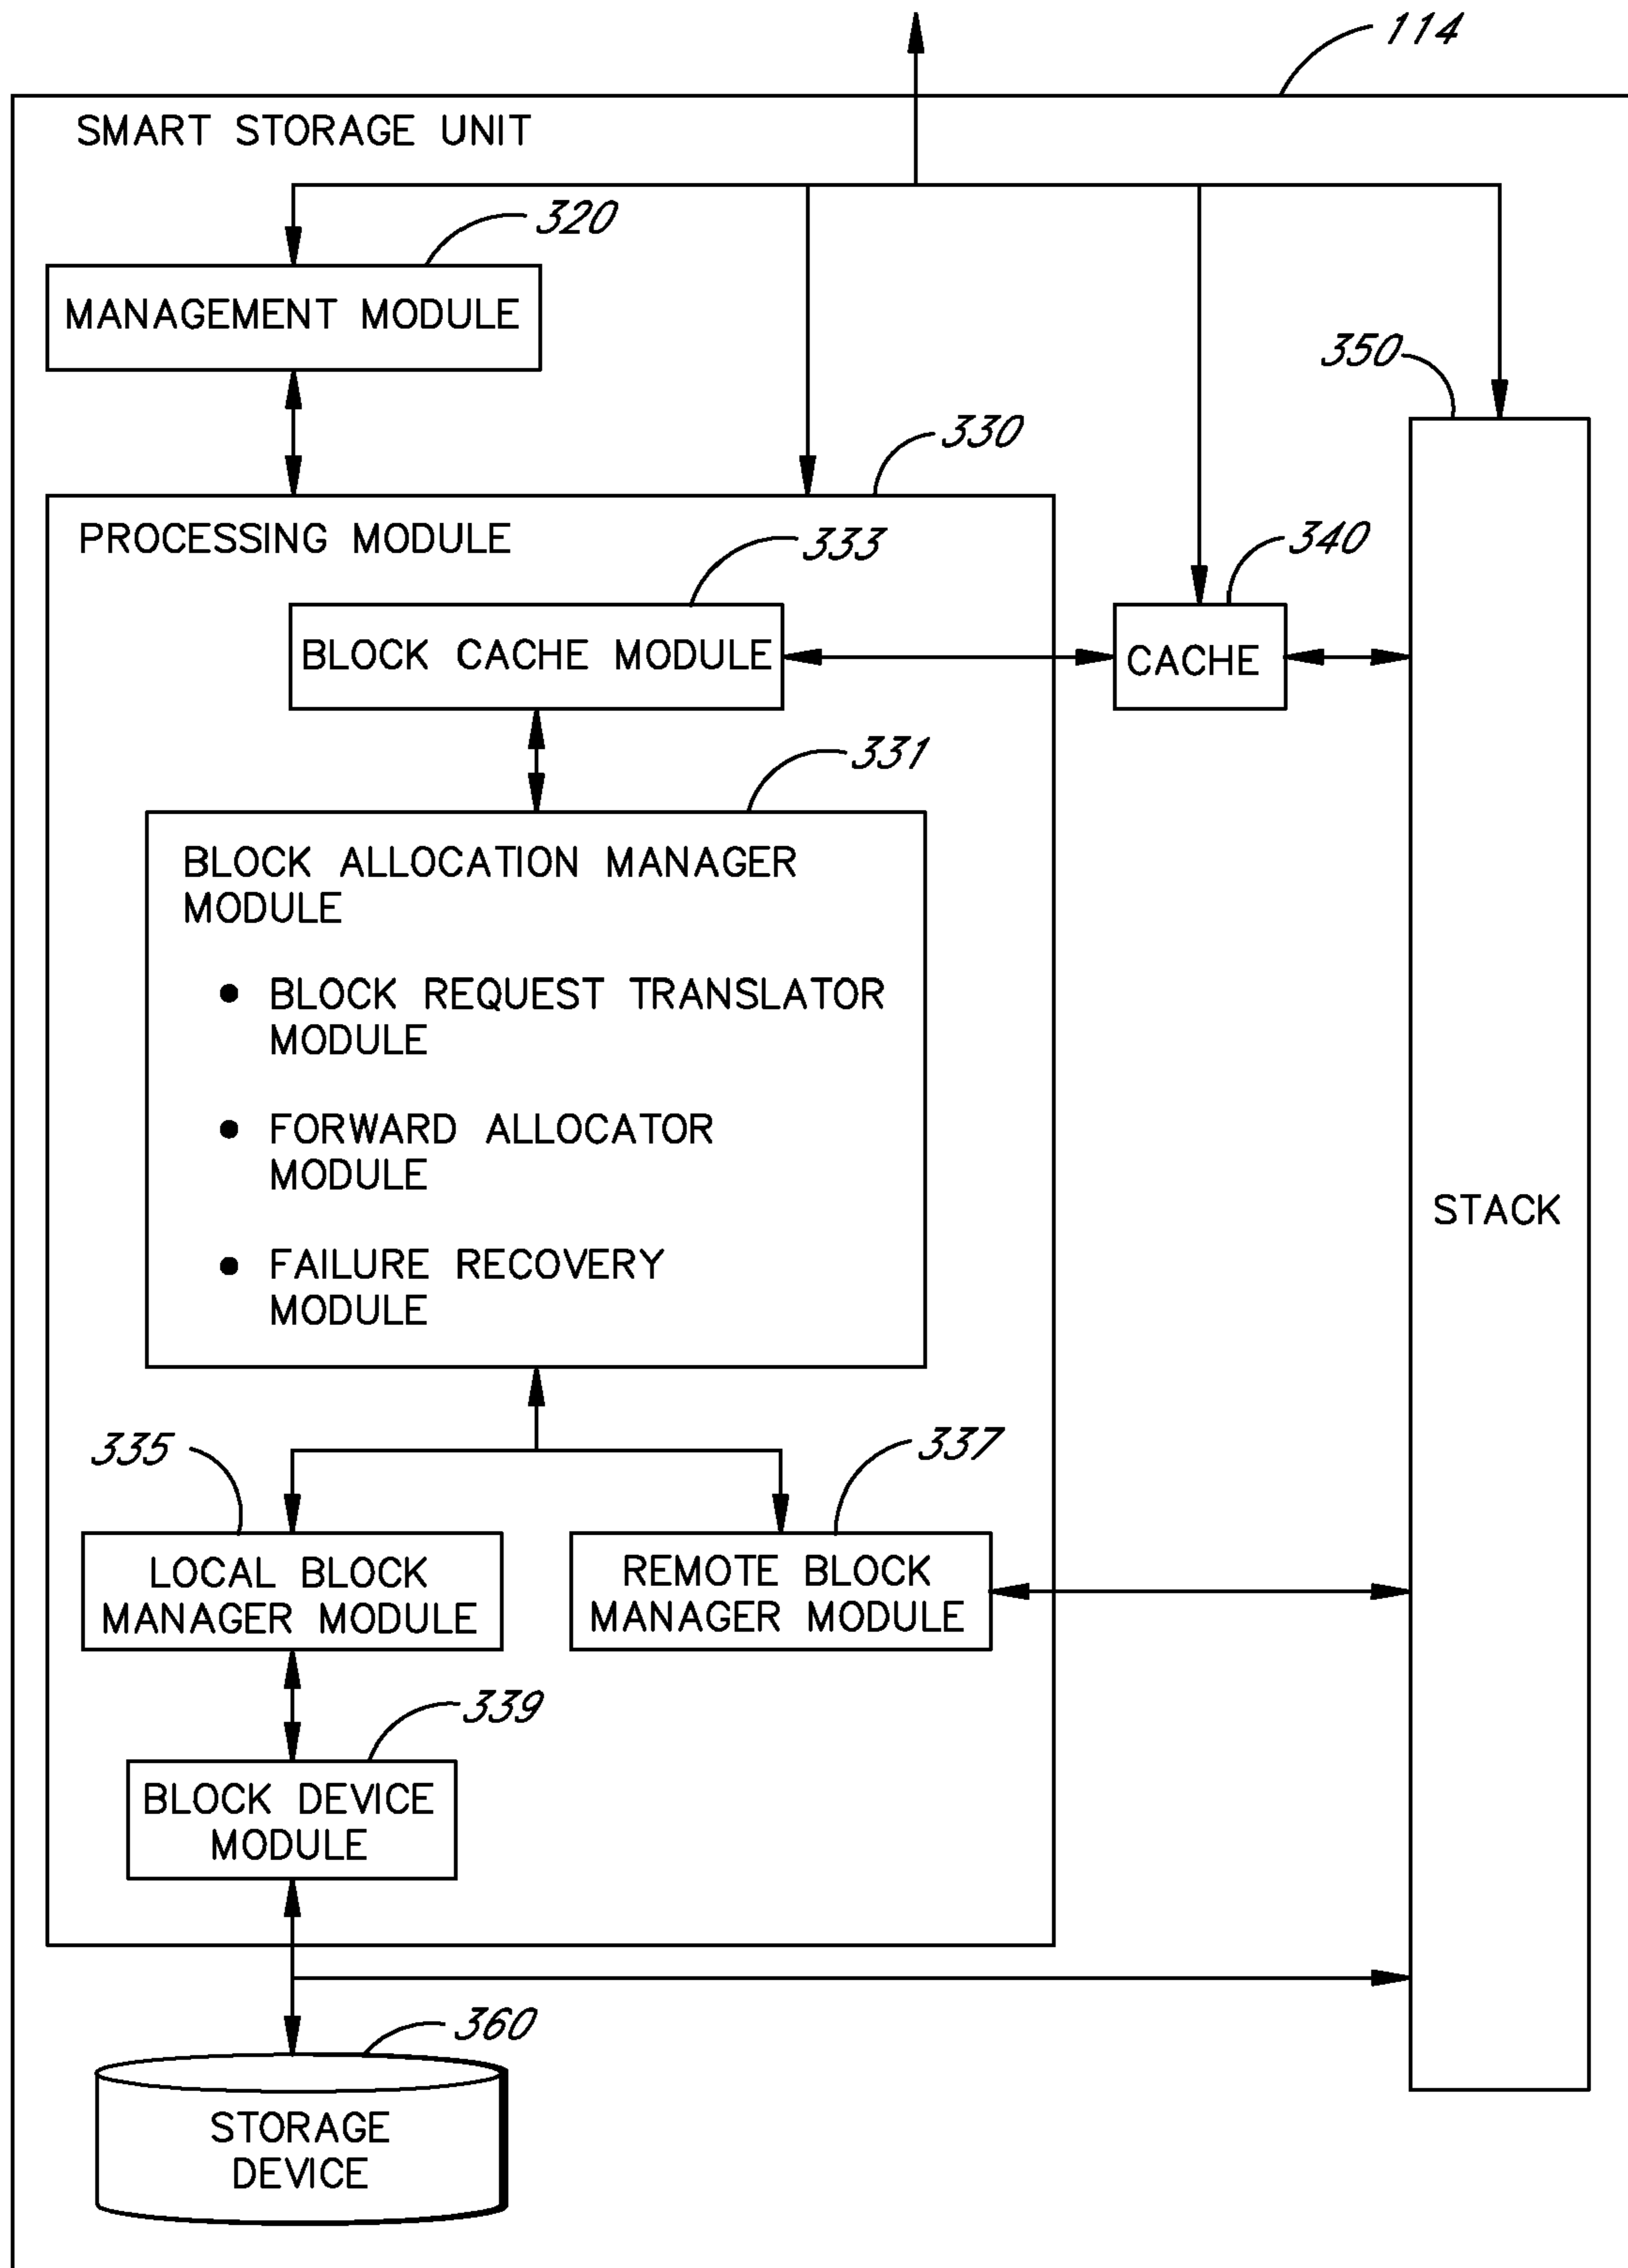 114
SMART STORAGE UNIT
320
MANAGEMENT MODULE
350
330
PROCESSING MODULE
333
340
BLOCK CACHE MODULE
CACHE
331
BLOCK ALLOCATION MANAGER
MODULE
● BLOCK REQUEST TRANSLATOR
MODULE
● FORWARD ALLOCATOR
MODULE
● FAILURE RECOVERY
MODULE
STACK
335
337
LOCAL BLOCK
MANAGER MODULE
REMOTE BLOCK
MANAGER MODULE
339
BLOCK DEVICE
MODULE
360
STORAGE
DEVICE